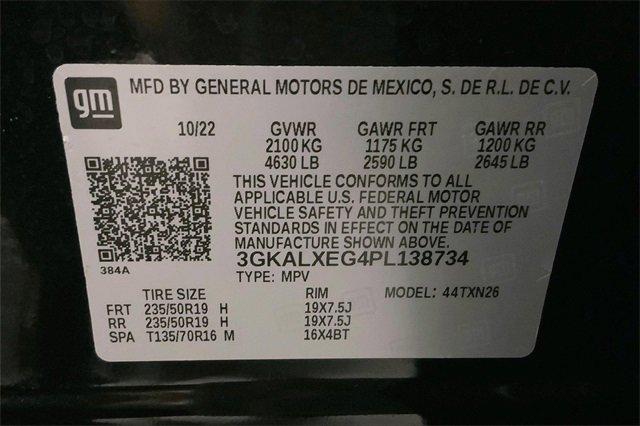 gm MFD BY GENERAL MOTORS DE MEXICO, S. DE R.L. DE C.V.
10/22 GVWR GAWR FRT GAWR RR
2100 KG 1175 KG 1200 KG
4630 LB 2590 LB 2645 LB
THIS VEHICLE CONFORMS TO ALL
APPLICABLE U.S. FEDERAL MOTOR
VEHICLE SAFETY AND THEFT PREVENTION
STANDARDS IN EFFECT ON THE DATE OF
MANUFACTURE SHOWN ABOVE.
384A 3GKALXEG4PL138734
TYPE: MPV
TIRE SIZE RIM MODEL: 44TXN26
FRT 235/50R19 H 19X7.5J
RR 235/50R19 H 19X7.5J
SPA T135/70R16 M 16X4BT